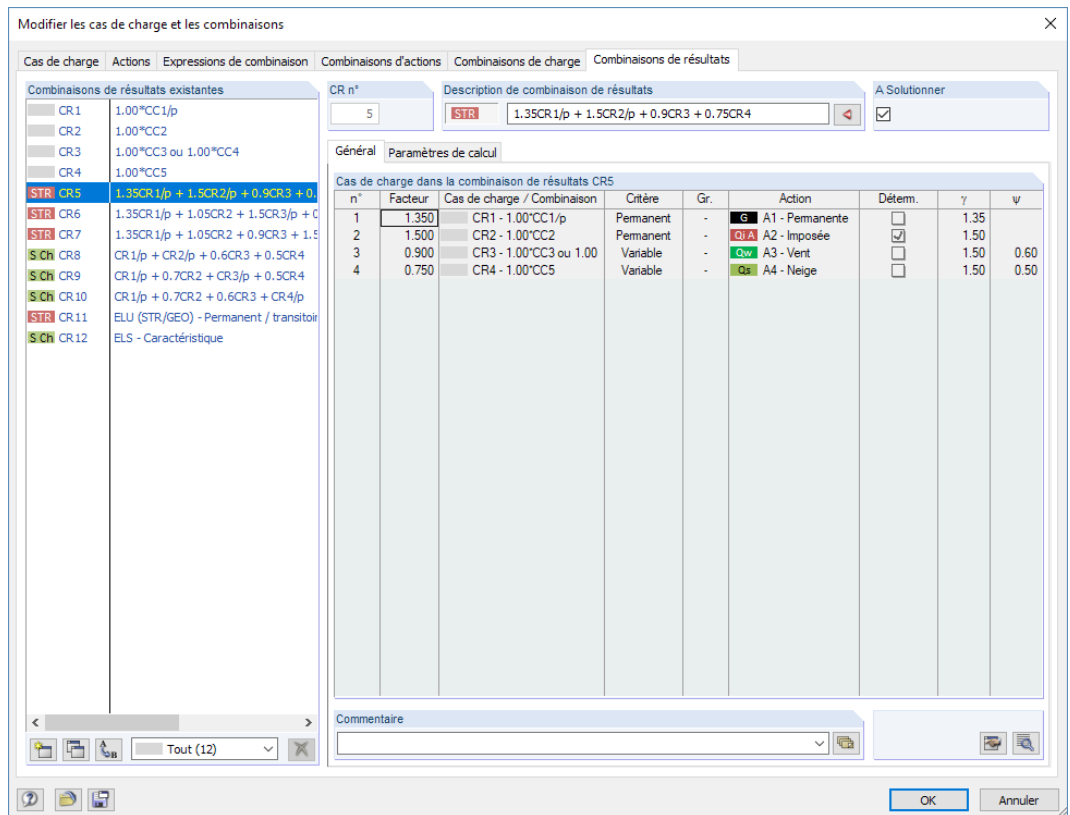 Modifier les cas de charge et les combinaisons
Cas de charge Actions Expressions de combinaison Combinaisons d'actions Combinaisons de charge Combinaisons de résultats
Combinaisons de résultats existantes
CR1 1.00*CC1/p
CR2 1.00*CC2
CR3 1.00*CC3 ou 1.00*CC4
CR4 1.00*CC5
STR CR5 1.35CR1/p + 1.5CR2/p + 0.9CR3 + 0.
STR CR6 1.35CR1/p + 1.05CR2 + 1.5CR3/p + 0
STR CR7 1.35CR1/p + 1.05CR2 + 0.9CR3 + 1.5
S Ch CR8 CR1/p + CR2/p + 0.6CR3 + 0.5CR4
S Ch CR9 CR1/p + 0.7CR2 + CR3/p + 0.5CR4
S Ch CR10 CR1/p + 0.7CR2 + 0.6CR3 + CR4/p
STR CR11 ELU (STR/GEO) - Permanent / transitoir
S Ch CR12 ELS - Caractéristique
Tout (12)
CR n°
5
Description de combinaison de résultats
STR 1.35CR1/p + 1.5CR2/p + 0.9CR3 + 0.75CR4
A Solutionner
Général Paramètres de calcul
Cas de charge dans la combinaison de résultats CR5
n° Facteur Cas de charge / Combinaison Critère Gr. Action Déterm. γ ψ
1 1.350 CR1 - 1.00*CC1/p Permanent - G A1 - Permanente 1.35
2 1.500 CR2 - 1.00*CC2 Permanent - Qi A A2 - Imposée 1.50
3 0.900 CR3 - 1.00*CC3 ou 1.00 Variable - Qw A3 - Vent 1.50 0.60
4 0.750 CR4 - 1.00*CC5 Variable - Qs A4 - Neige 1.50 0.50
Commentaire
OK Annuler